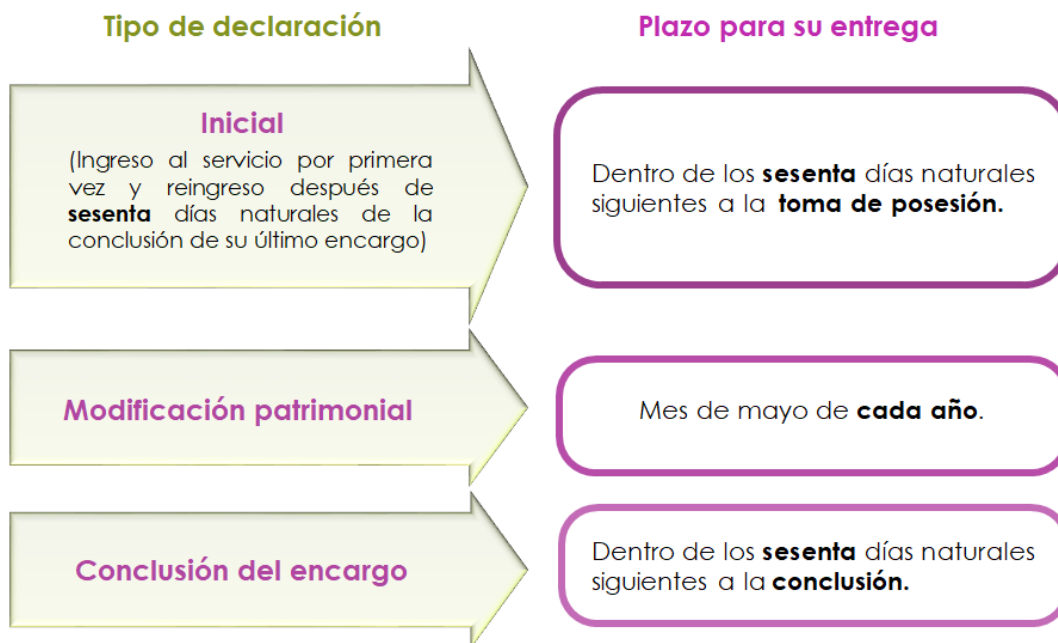 Tipo de declaración
Plazo para su entrega
Inicial
(Ingreso al servicio por primera
vez y reingreso después de
sesenta días naturales de la
conclusión de su último encargo)
Dentro de los sesenta días naturales
siguientes a la toma de posesión.
Modificación patrimonial
Mes de mayo de cada año.
Conclusión del encargo
Dentro de los sesenta días naturales
siguientes a la conclusión.